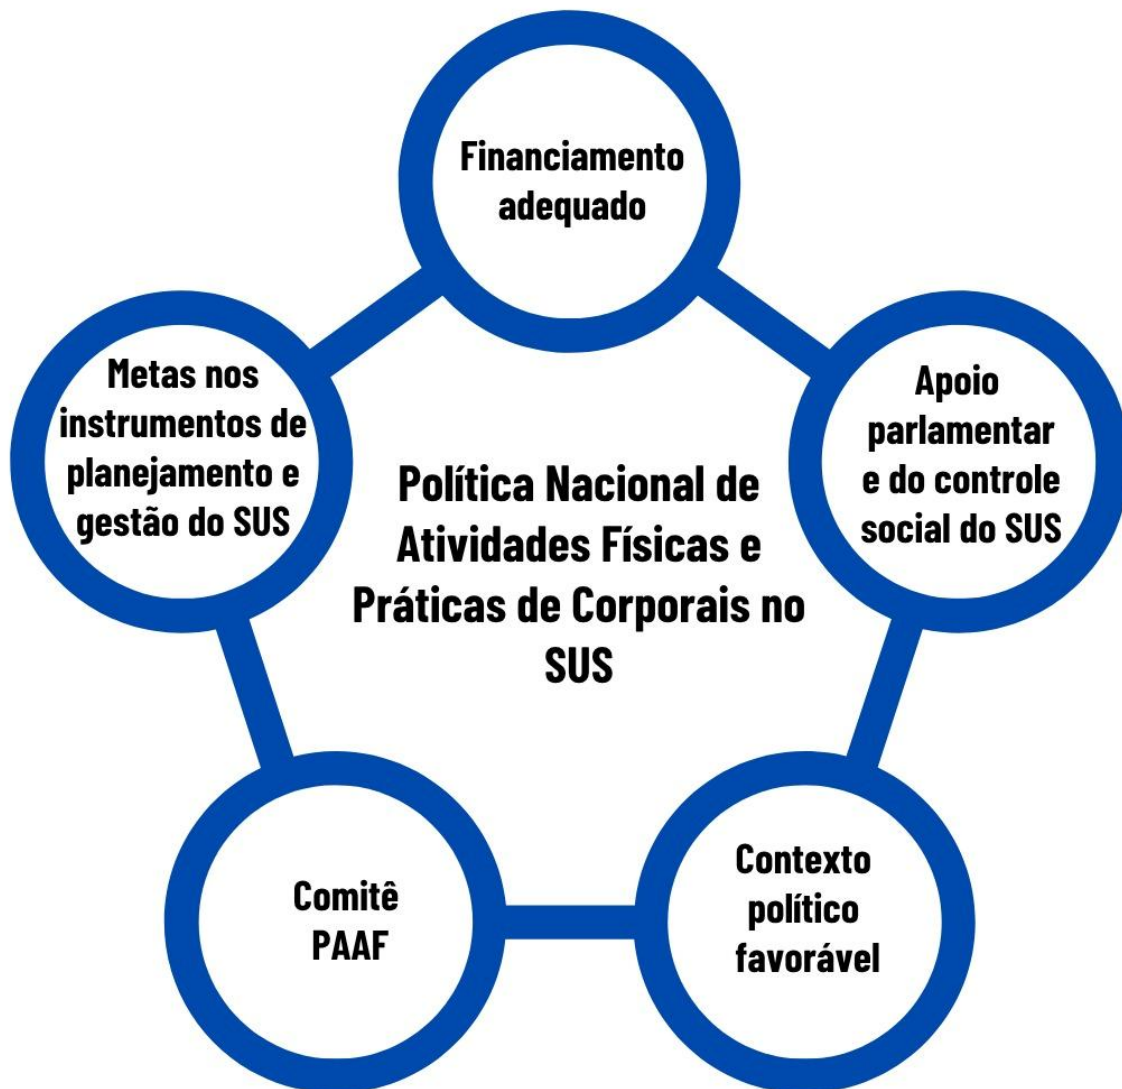 Financiamento
adequado
Metas nos
instrumentos de
planejamento e
gestão do SUS
Apoio
parlamentar
e do controle
social do SUS
Política Nacional de
Atividades Físicas e
Práticas de Corporais no
SUS
Comitê
PAAF
Contexto
político
favorável